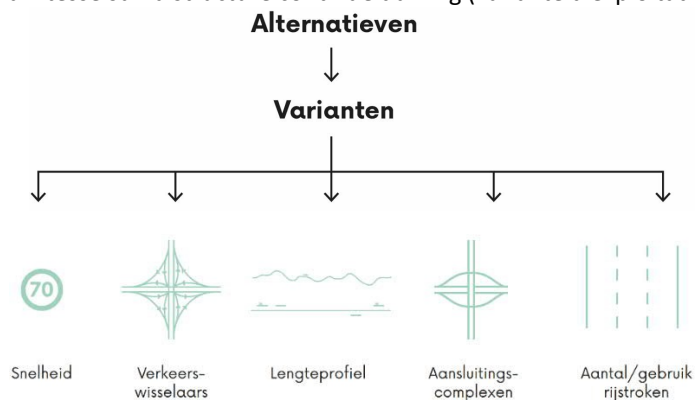 Alternatieven
Varianten
70
Snelheid
Verkeers-
wisselaars
Lengteprofiel
Aansluitings-
complexen
Aantal/gebruik
rijstroken